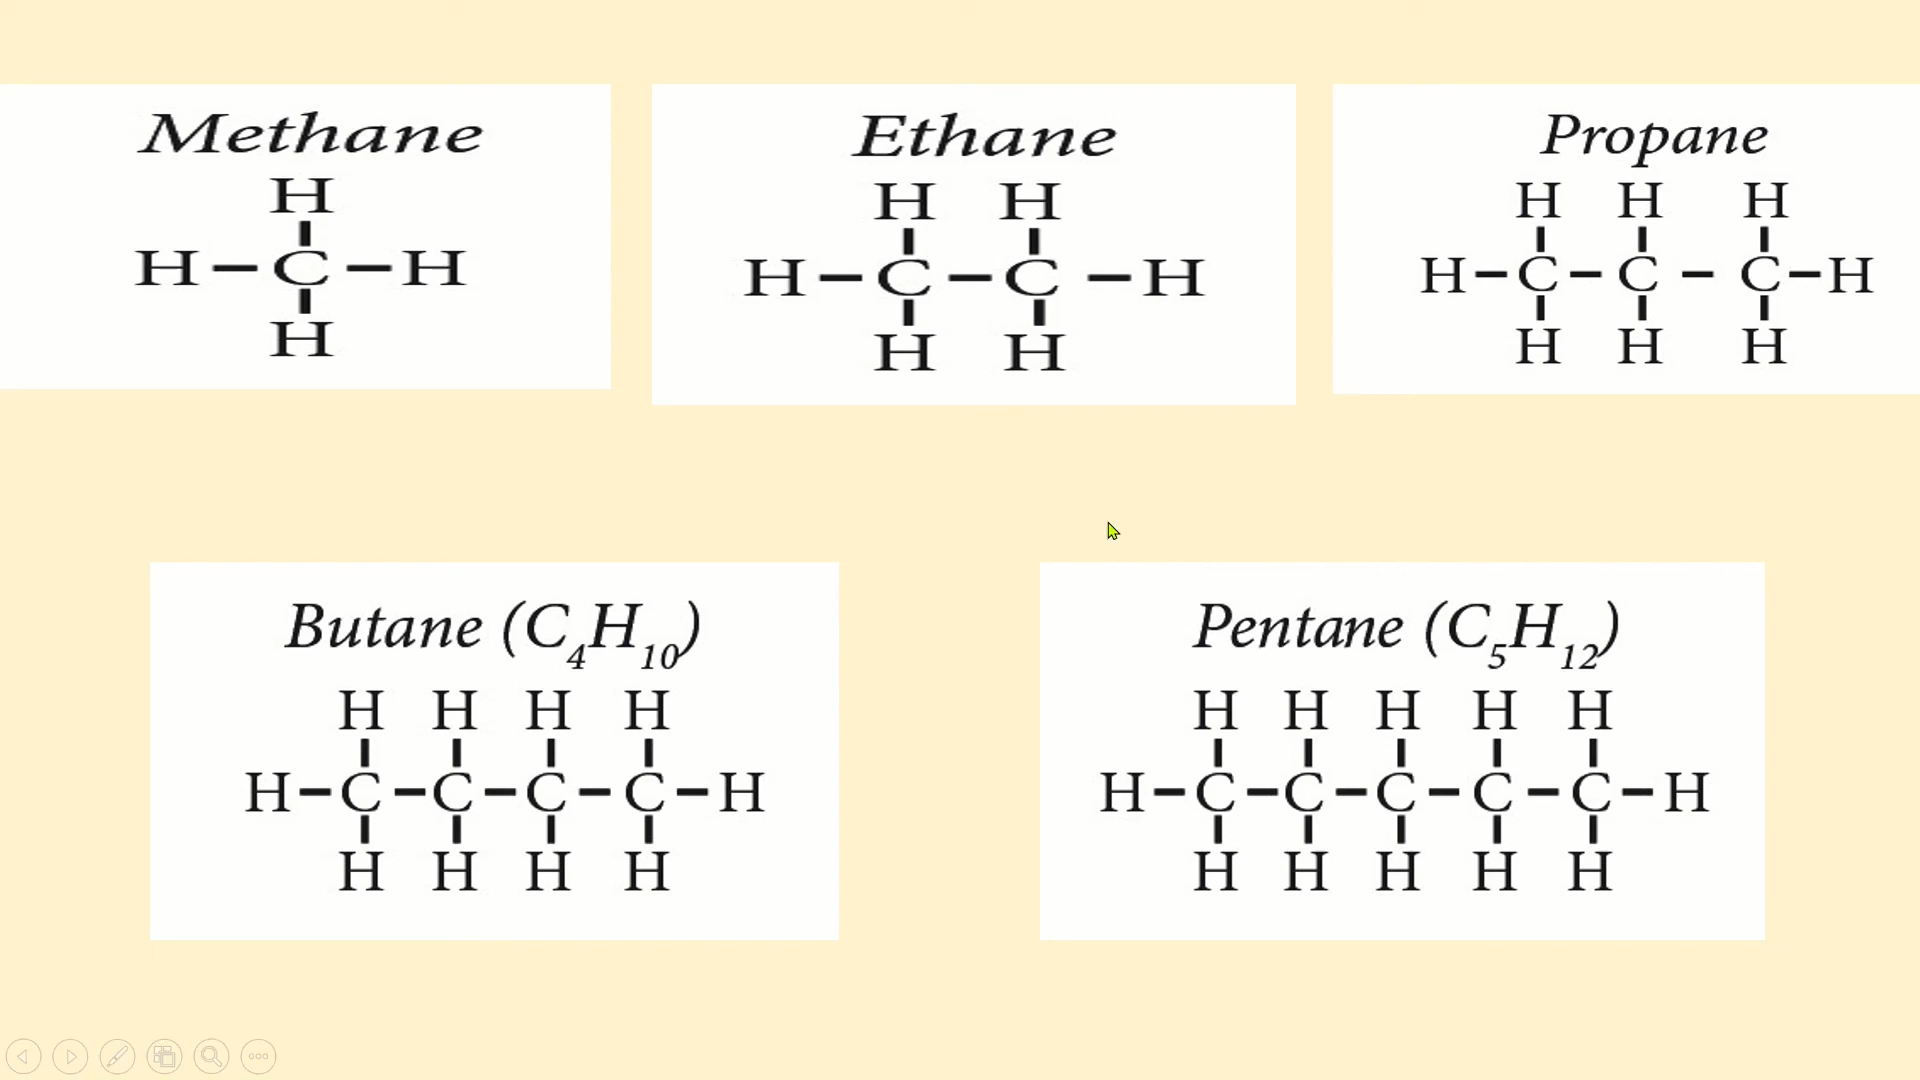 Methane
H
H–C–H
H
Ethane
H H
H–C–C–H
H H
Propane
H H H
H–C–C–C–H
H H H
Butane (C₄H₁₀)
H H H H
H–C–C–C–C–H
H H H H
Pentane (C₅H₁₂)
H H H H H
H–C–C–C–C–C–H
H H H H H